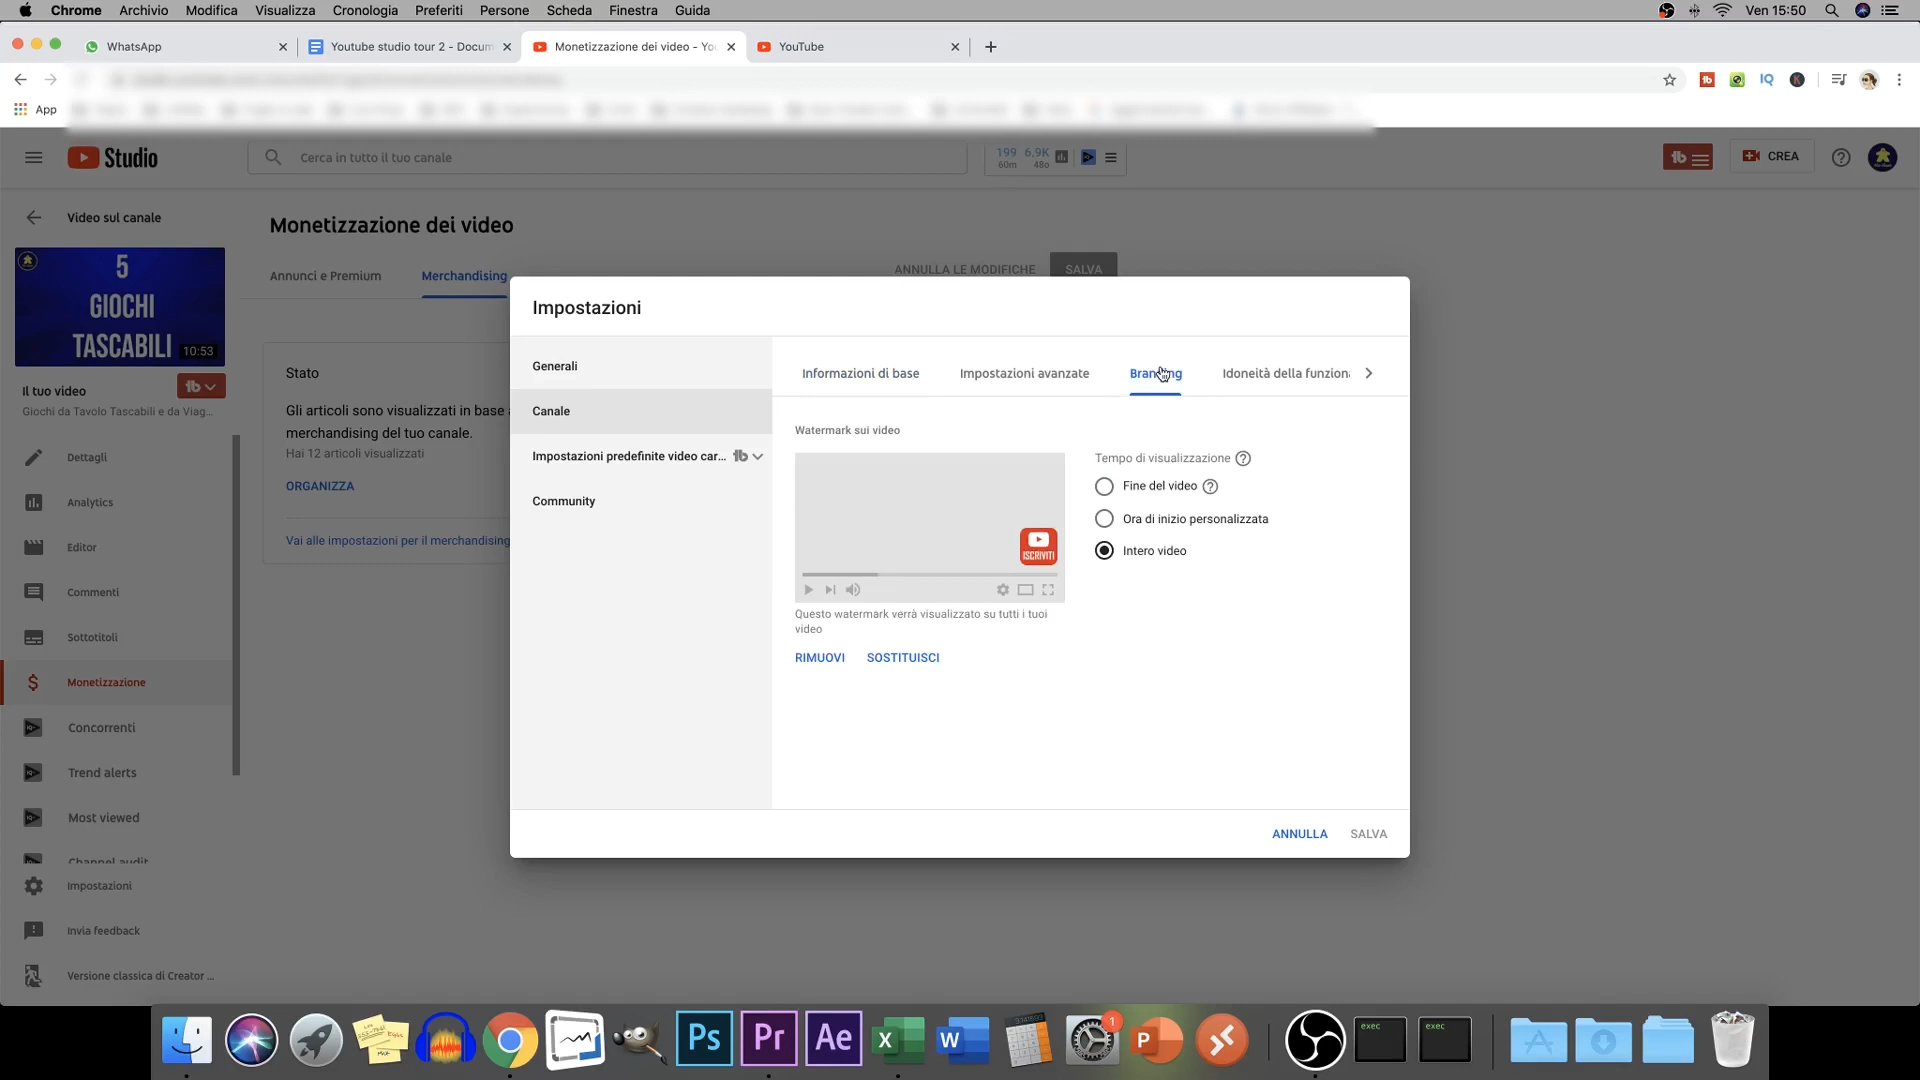 Chrome Archivio Modifica Visualizza Cronologia Preferiti Persone Scheda Finestra Guida Ven 15:50
WhatsApp Youtube studio tour 2 - Docum Monetizzazione dei video - Yo YouTube
App
Studio Cerca in tutto il tuo canale 199 6,9K CREA
60m 48o
Video sul canale
Monetizzazione dei video
5
GIOCHI
TASCABILI
10:53
Annunci e Premium Merchandising ANNULLA LE MODIFICHE SALVA
Il tuo video
Giochi da Tavolo Tascabili e da Viag...
Stato
Gli articoli sono visualizzati in base a
merchandising del tuo canale.
Hai 12 articoli visualizzati
ORGANIZZA
Vai alle impostazioni per il merchandising
Dettagli
Analytics
Editor
Commenti
Sottotitoli
Monetizzazione
Concorrenti
Trend alerts
Most viewed
Channel audit
Impostazioni
Invia feedback
Versione classica di Creator ...
Impostazioni
Generali
Canale
Impostazioni predefinite video car...
Community
Informazioni di base Impostazioni avanzate Branding Idoneità della funziona
Watermark sui video
ISCRIVITI
Questo watermark verrà visualizzato su tutti i tuoi
video
RIMUOVI SOSTITUISCI
Tempo di visualizzazione ?
Fine del video ?
Ora di inizio personalizzata
Intero video
ANNULLA SALVA
Ps Pr Ae X W 1 P exec exec